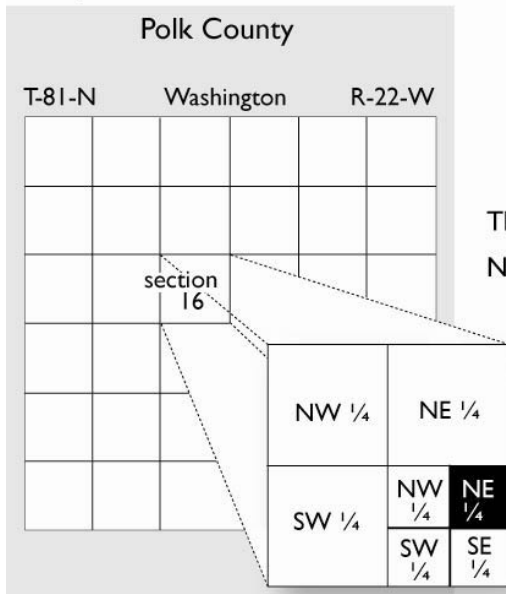 Polk County
T-81-N Washington R-22-W
section
16
NW ¼ NE ¼
SW ¼
NW
¼
NE
¼
SW
¼
SE
¼